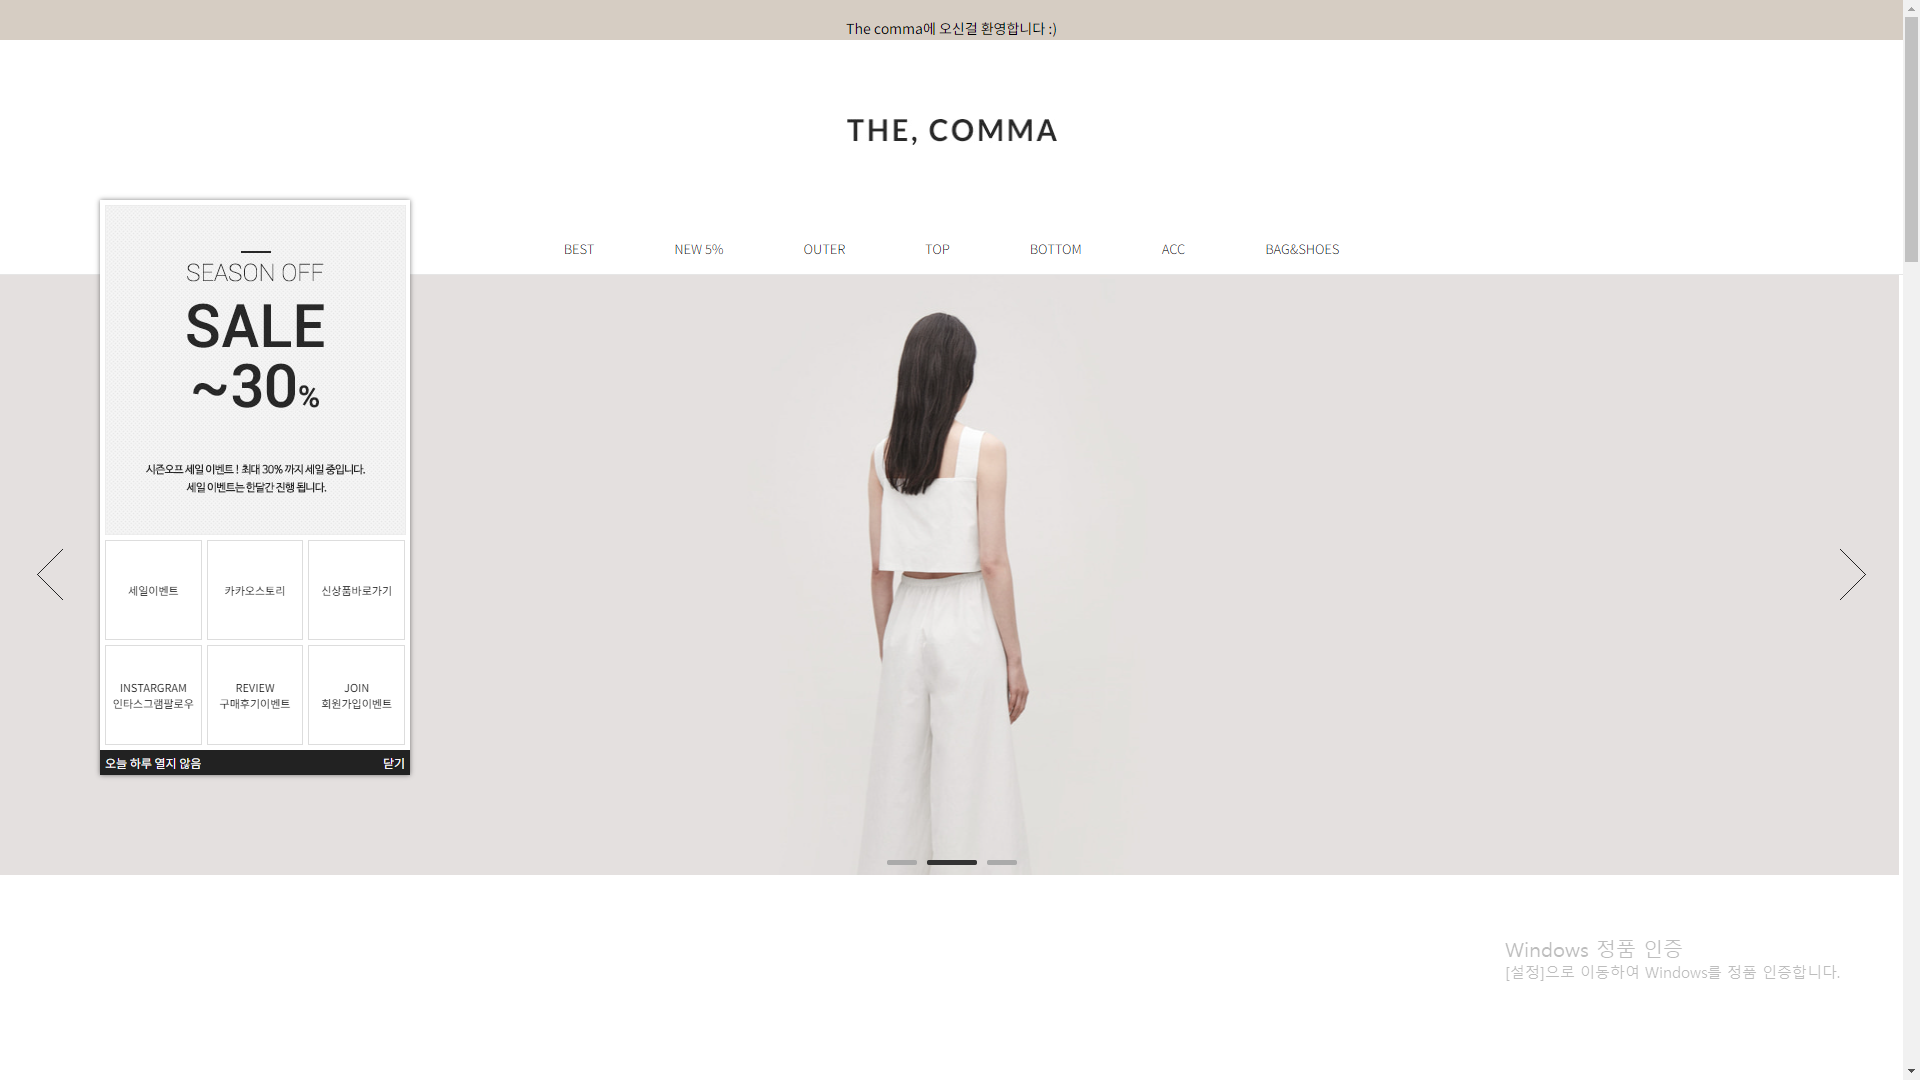 The comma에 오신걸 환영합니다 :)
THE, COMMA
BEST NEW 5% OUTER TOP BOTTOM ACC BAG&SHOES
SEASON OFF
SALE
~30%
시즌오프 세일 이벤트 ! 최대 30% 까지 세일 중입니다.
세일 이벤트는 한달간 진행 됩니다.
세일이벤트
카카오스토리
신상품바로가기
INSTARGRAM
인타스그램팔로우
REVIEW
구매후기이벤트
JOIN
회원가입이벤트
오늘 하루 열지 않음 닫기
Windows 정품 인증
[설정]으로 이동하여 Windows를 정품 인증합니다.